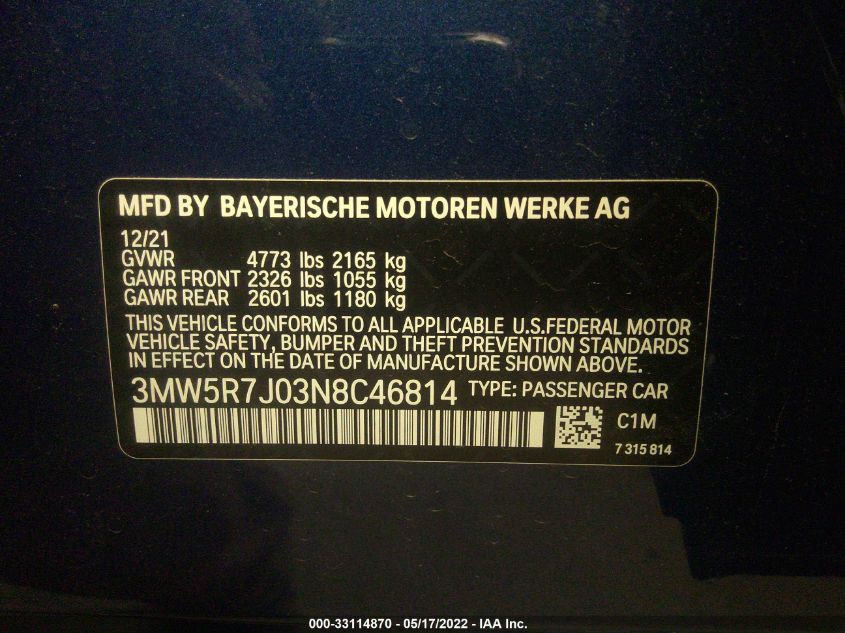 MFD BY BAYERISCHE MOTOREN WERKE AG
12/21
GVWR 4773 lbs 2165 kg
GAWR FRONT 2326 lbs 1055 kg
GAWR REAR 2601 lbs 1180 kg
THIS VEHICLE CONFORMS TO ALL APPLICABLE U.S.FEDERAL MOTOR
VEHICLE SAFETY, BUMPER AND THEFT PREVENTION STANDARDS
IN EFFECT ON THE DATE OF MANUFACTURE SHOWN ABOVE.
3MW5R7J03N8C46814 TYPE: PASSENGER CAR
C1M
7 315 814
000-33114870 - 05/17/2022 - IAA Inc.